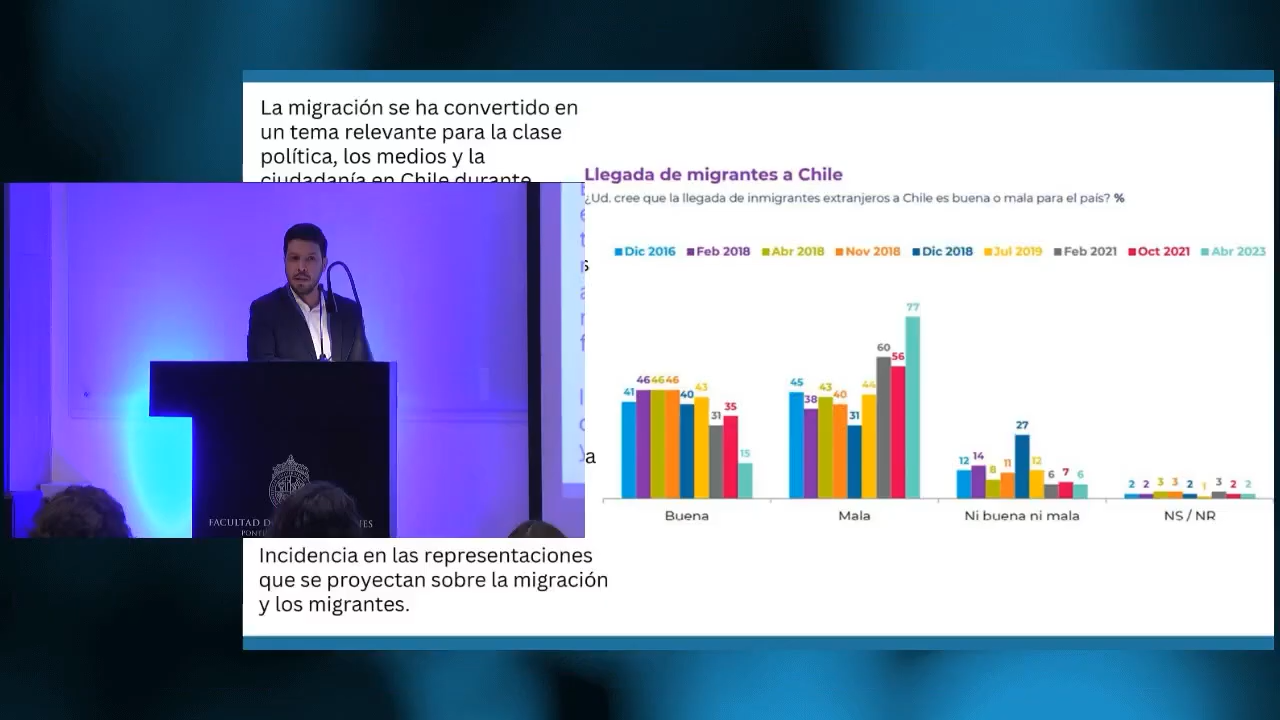 La migración se ha convertido en
un tema relevante para la clase
política, los medios y la
ciudadanía en Chile durante
Llegada de migrantes a Chile
¿Ud. cree que la llegada de inmigrantes extranjeros a Chile es buena o mala para el país? %
Dic 2016 Feb 2018 Abr 2018 Nov 2018 Dic 2018 Jul 2019 Feb 2021 Oct 2021 Abr 2023
41 46 46 46 40 43 31 35 15
45 38 43 40 31 44 60 56 77
12 14 8 11 27 12 6 7 6
2 2 3 3 2 1 3 2 2
Buena Mala Ni buena ni mala NS / NR
s
a
FACULTAD D
Incidencia en las representaciones
que se proyectan sobre la migración
y los migrantes.